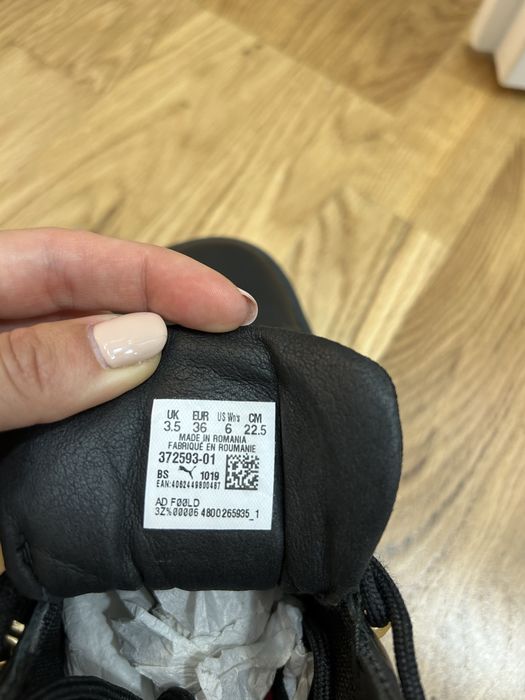 UK EUR US Wn's CM
3.5 36 6 22.5
MADE IN ROMANIA
FABRIQUÉ EN ROUMANIE
372593-01
BS 1019
EAN:4062449800487
AD F00LD
3Z%00006 4800265935_1